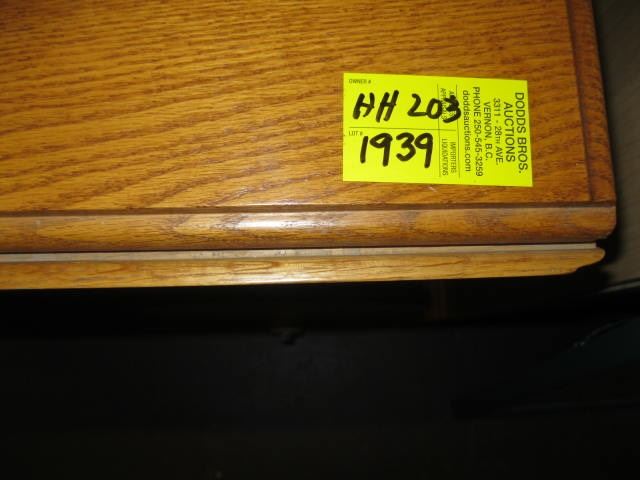 OWNER #
HH 203
LOT #
1939
IMPORTERS
LIQUIDATIONS
DODDS BROS.
AUCTIONS
3311 - 28TH AVE.
VERNON, B.C.
PHONE 250-545-3259
doddsauctions.com